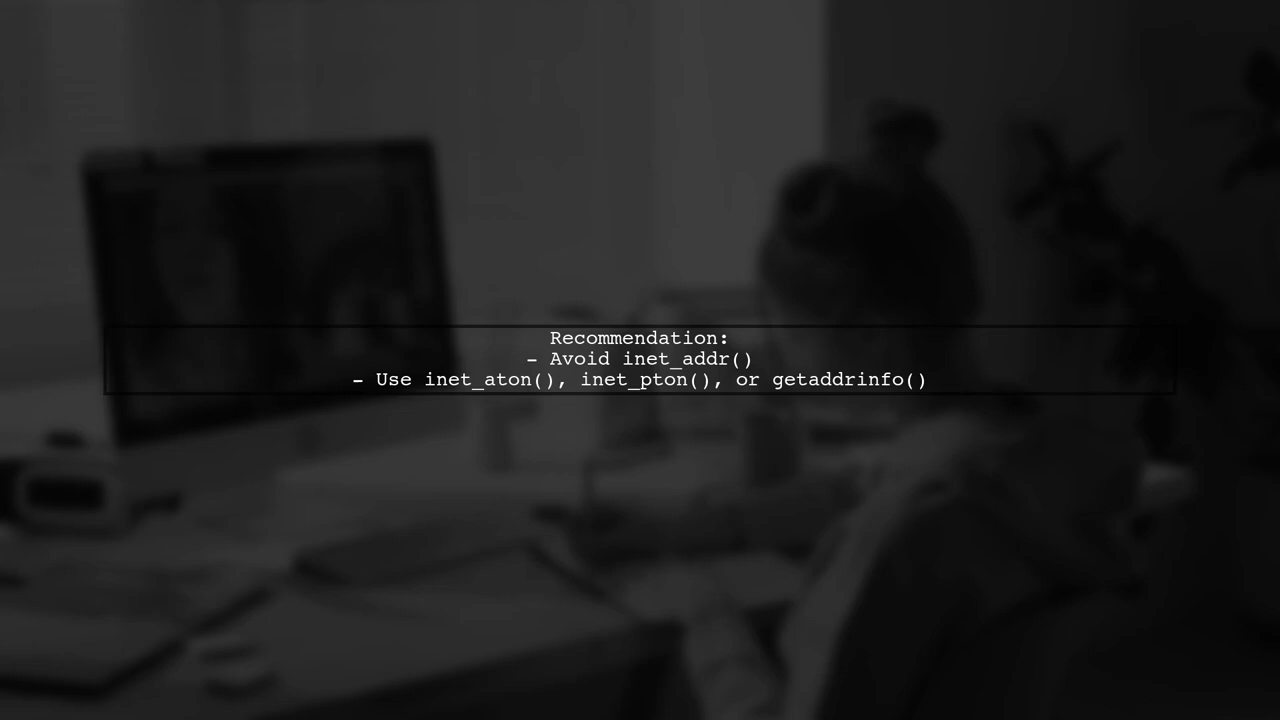 Recommendation:
- Avoid inet_addr()
- Use inet_aton(), inet_pton(), or getaddrinfo()